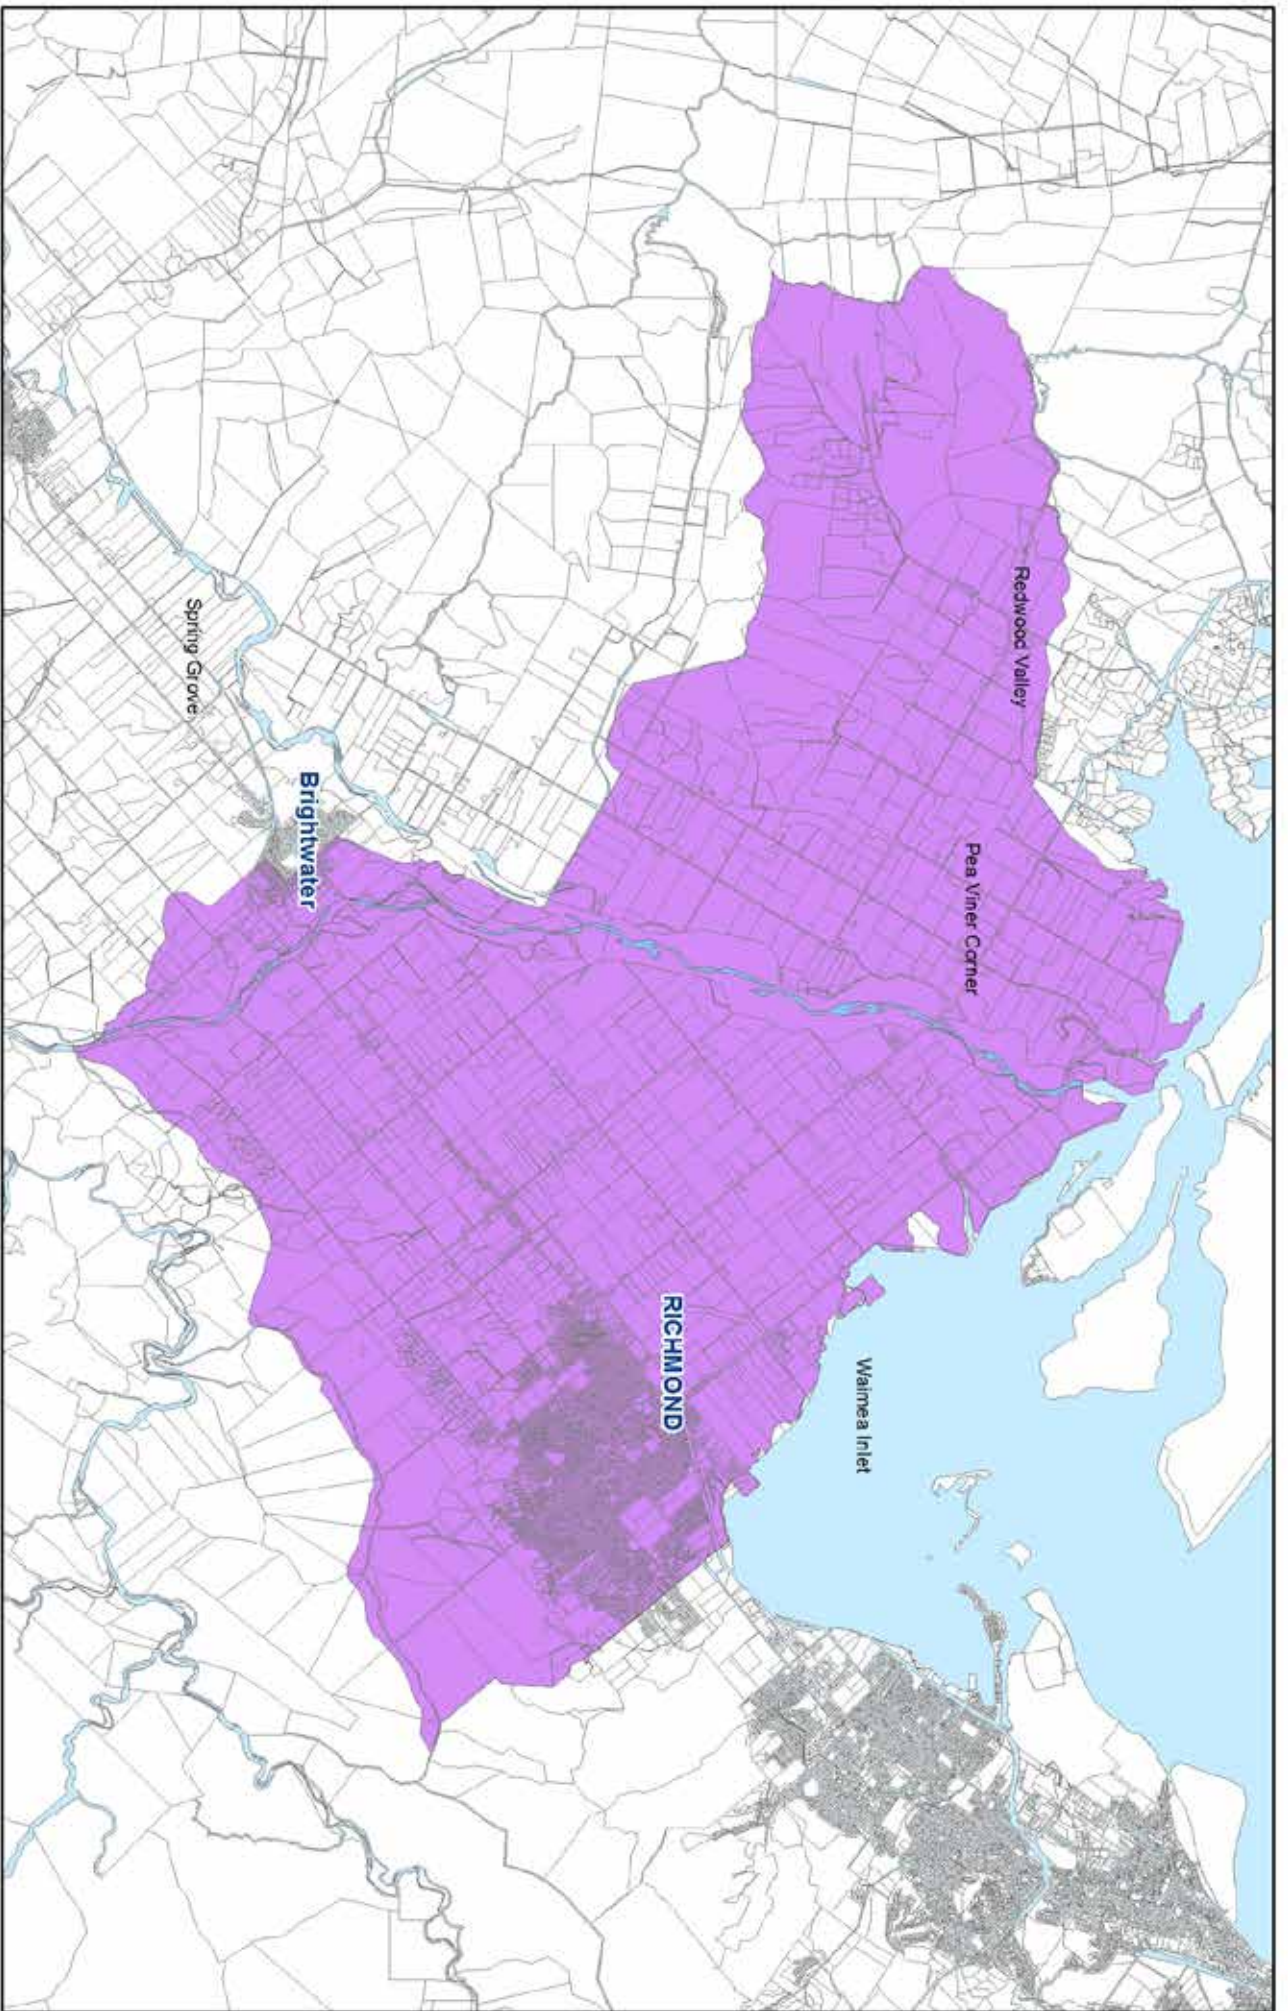 Redwood Valley
Pea Viner Corner
Waimea Inlet
RICHMOND
Brightwater
Spring Grove